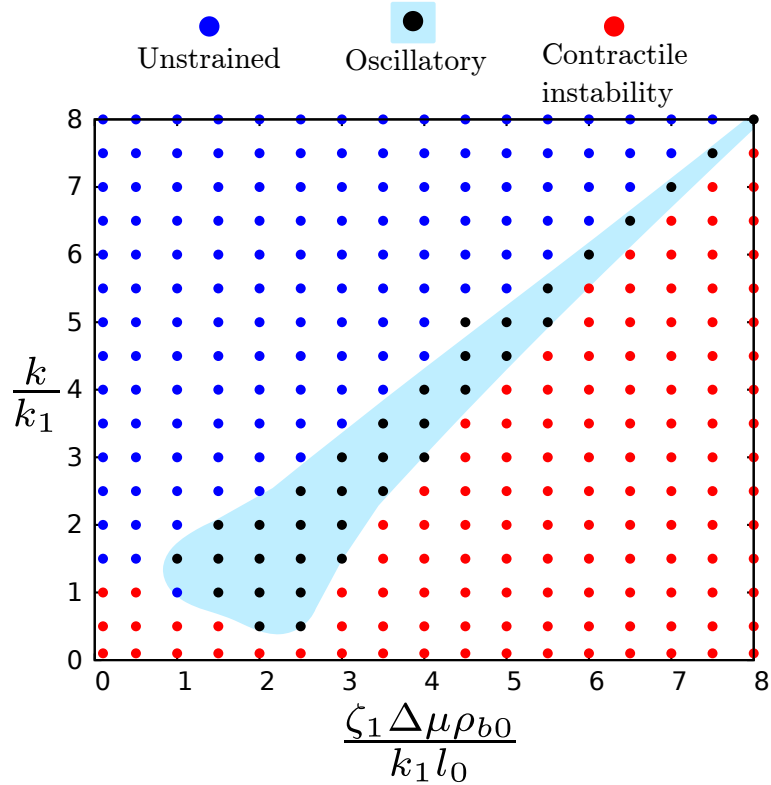 Unstrained
Oscillatory
Contractile
instability
8
7
6
5
4
3
2
1
0
k
k₁
0 1 2 3 4 5 6 7 8
ζ₁Δμρ_b0
k₁l₀